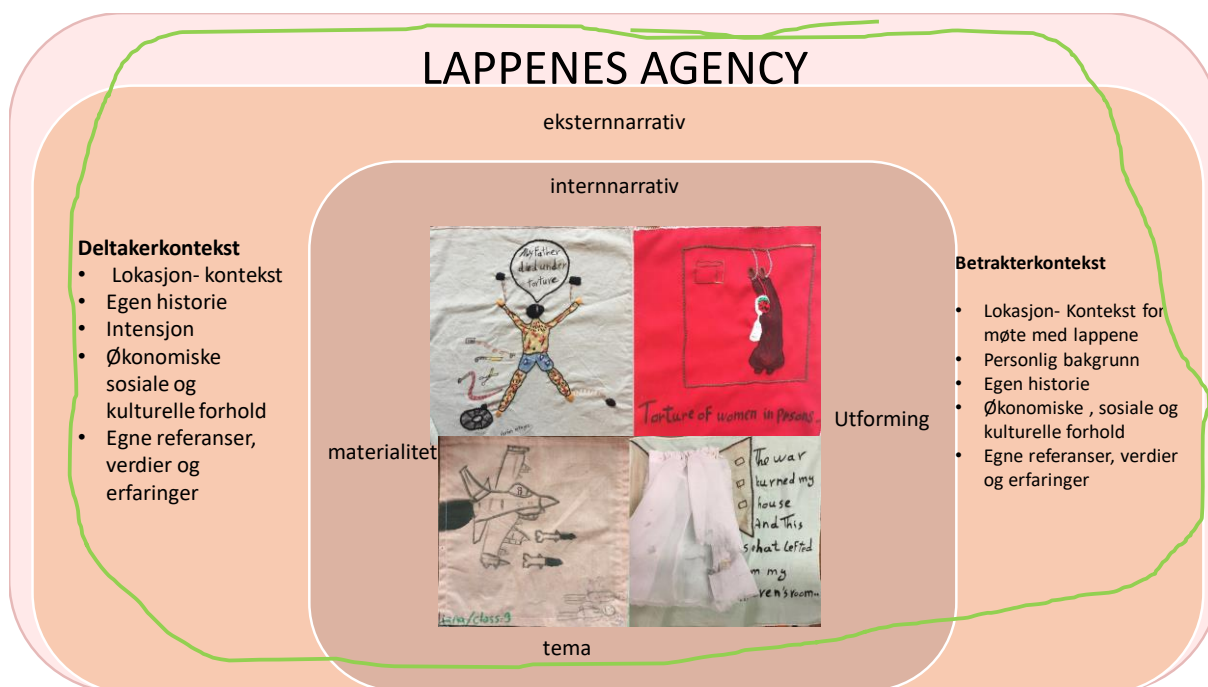 LAPPENES AGENCY
eksternnarrativ
internnarrativ
Deltakerkontekst
• Lokasjon- kontekst
• Egen historie
• Intensjon
• Økonomiske
sosiale og
kulturelle forhold
• Egne referanser,
verdier og
erfaringer
materialitet
My Father
died under
torture
Torture of women in prisons.
The war
turned my
house
And This
s what Lefted
my
ren's room..
class-9
Utforming
tema
Betrakterkontekst
• Lokasjon- Kontekst for
møte med lappene
• Personlig bakgrunn
• Egen historie
• Økonomiske , sosiale og
kulturelle forhold
• Egne referanser, verdier
og erfaringer